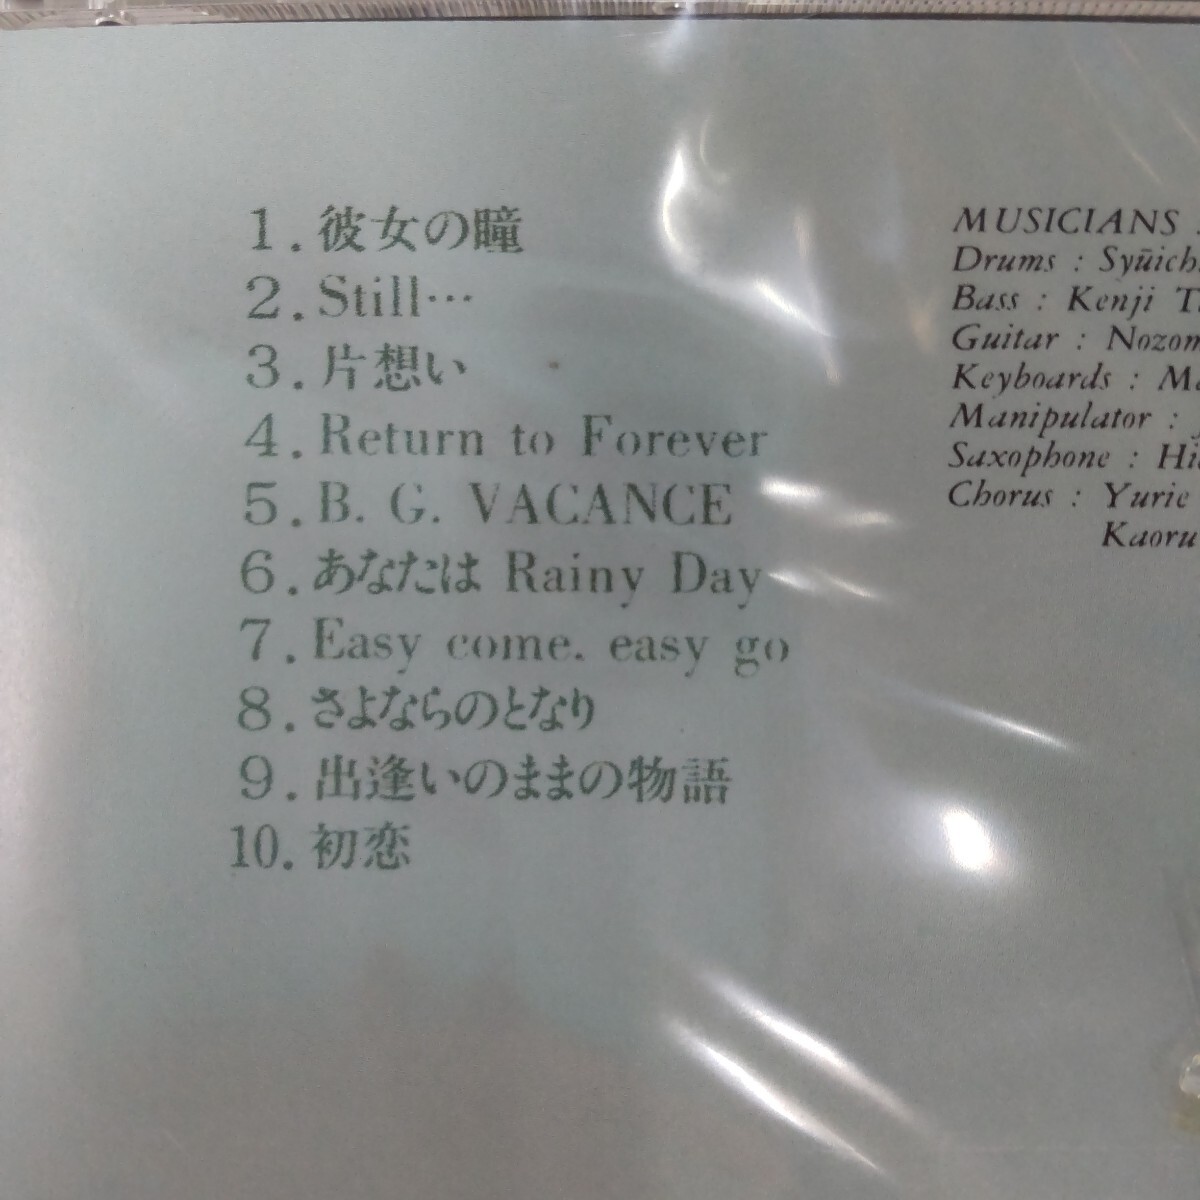 1. 彼女の瞳
2. Still…
3. 片想い
4. Return to Forever
5. B. G. VACANCE
6. あなたは Rainy Day
7. Easy come. easy go
8. さよならのとなり
9. 出逢いのままの物語
10. 初恋
MUSICIANS
Drums :
Bass : Kenji
Guitar :
Keyboards :
Manipulator :
Saxophone :
Chorus : Yurie
Kaoru